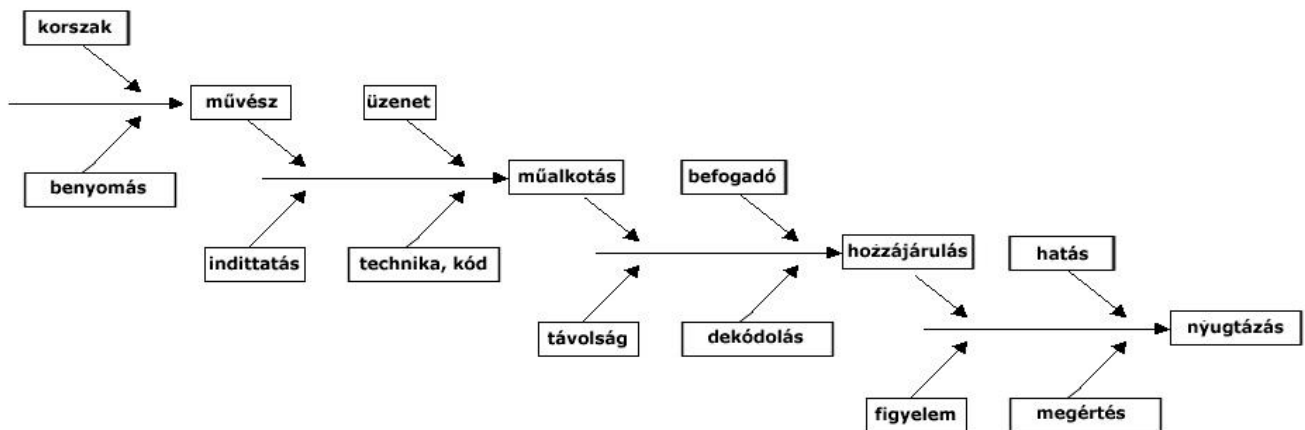 korszak
művész
üzenet
benyomás
műalkotás
befogadó
indittatás
technika, kód
hozzájárulás
hatás
távolság
dekódolás
nyugtázás
figyelem
megértés